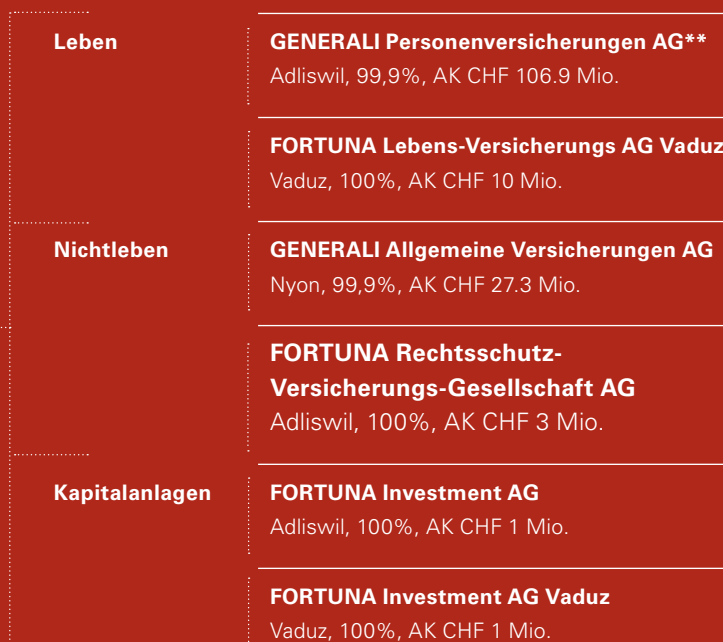 Leben
GENERALI Personenversicherungen AG**
Adliswil, 99,9%, AK CHF 106.9 Mio.
FORTUNA Lebens-Versicherungs AG Vaduz
Vaduz, 100%, AK CHF 10 Mio.
Nichtleben
GENERALI Allgemeine Versicherungen AG
Nyon, 99,9%, AK CHF 27.3 Mio.
FORTUNA Rechtsschutz-
Versicherungs-Gesellschaft AG
Adliswil, 100%, AK CHF 3 Mio.
Kapitalanlagen
FORTUNA Investment AG
Adliswil, 100%, AK CHF 1 Mio.
FORTUNA Investment AG Vaduz
Vaduz, 100%, AK CHF 1 Mio.